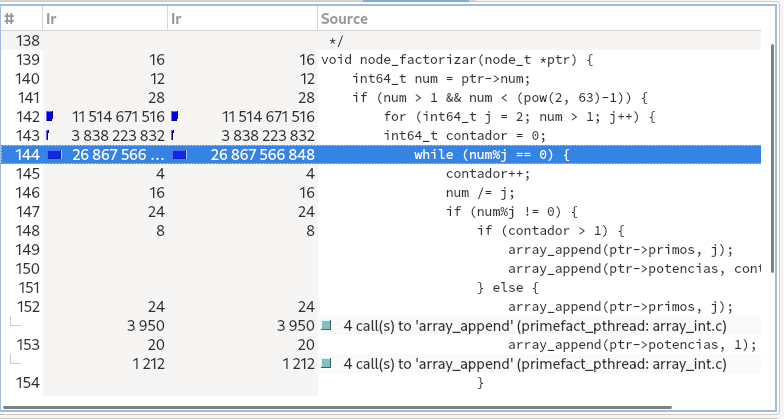 # Ir Ir Source
138 */
139 16 16 void node_factorizar(node_t *ptr) {
140 12 12 int64_t num = ptr->num;
141 28 28 if (num > 1 && num < (pow(2, 63)-1)) {
142 11 514 671 516 11 514 671 516 for (int64_t j = 2; num > 1; j++) {
143 3 838 223 832 3 838 223 832 int64_t contador = 0;
144 26 867 566 ... 26 867 566 848 while (num%j == 0) {
145 4 4 contador++;
146 16 16 num /= j;
147 24 24 if (num%j != 0) {
148 8 8 if (contador > 1) {
149 array_append(ptr->primos, j);
150 array_append(ptr->potencias, cont
151 } else {
152 24 24 array_append(ptr->primos, j);
3 950 3 950 4 call(s) to 'array_append' (primefact_pthread: array_int.c)
153 20 20 array_append(ptr->potencias, 1);
1 212 1 212 4 call(s) to 'array_append' (primefact_pthread: array_int.c)
154 }